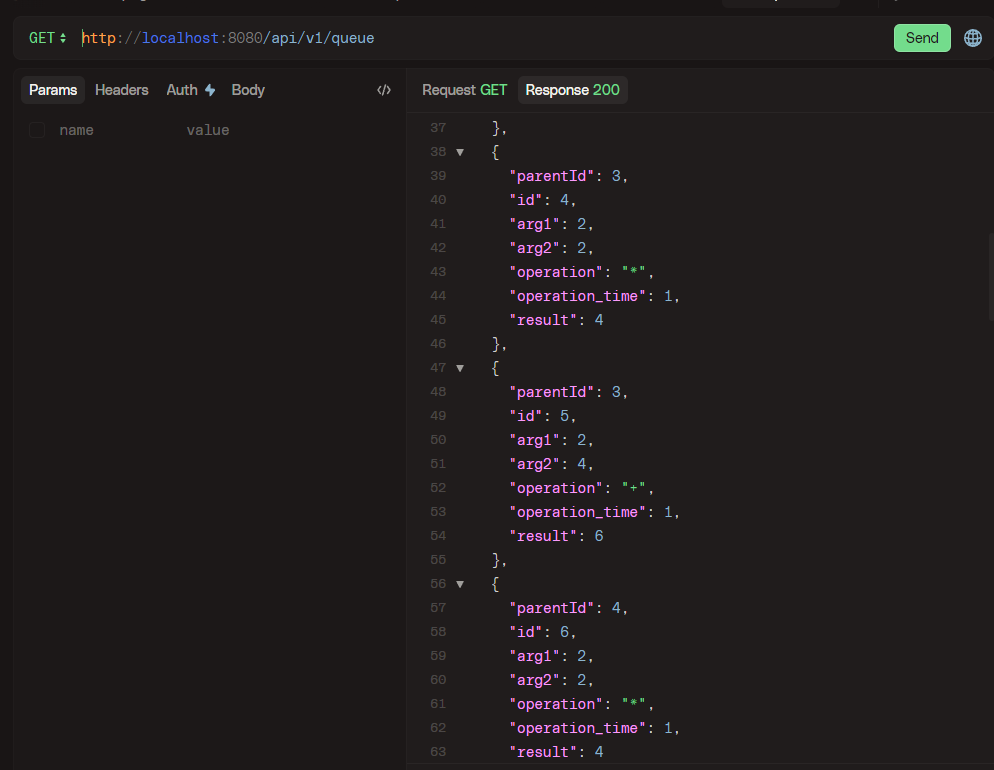 GET http://localhost:8080/api/v1/queue Send
Params Headers Auth Body </>
name value
Request GET Response 200
37 },
38 {
39 "parentId": 3,
40 "id": 4,
41 "arg1": 2,
42 "arg2": 2,
43 "operation": "*",
44 "operation_time": 1,
45 "result": 4
46 },
47 {
48 "parentId": 3,
49 "id": 5,
50 "arg1": 2,
51 "arg2": 4,
52 "operation": "+",
53 "operation_time": 1,
54 "result": 6
55 },
56 {
57 "parentId": 4,
58 "id": 6,
59 "arg1": 2,
60 "arg2": 2,
61 "operation": "*",
62 "operation_time": 1,
63 "result": 4